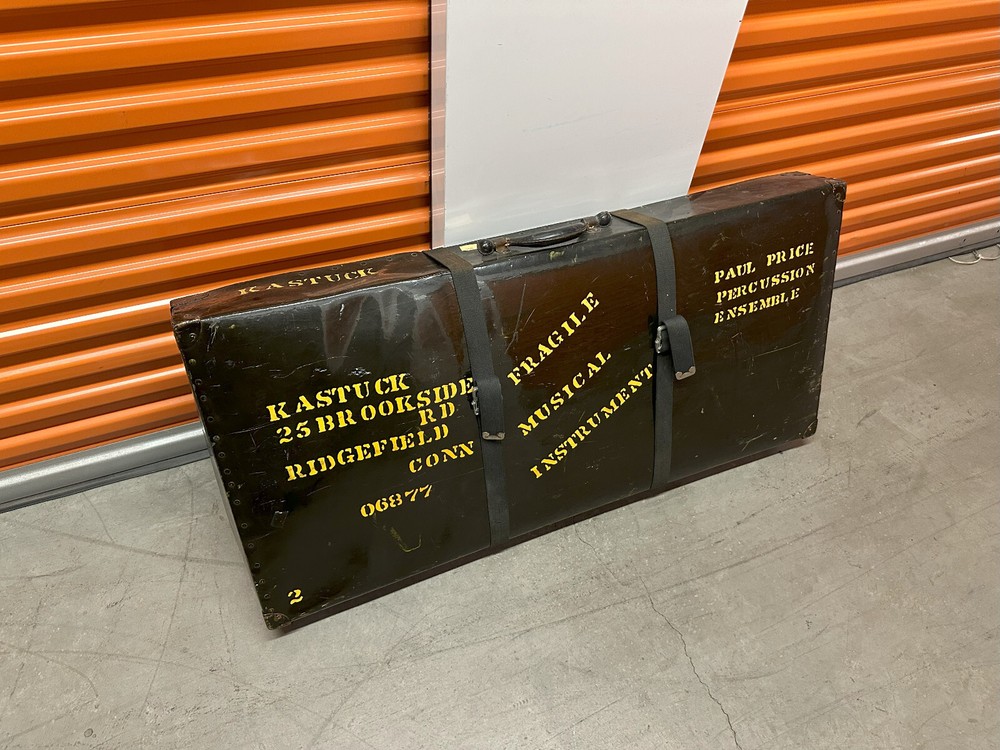 KASTUCK
KASTUCK
25 BROOKSIDE
RD
RIDGEFIELD
CONN
06877
2
FRAGILE
MUSICAL
INSTRUMENT
PAUL PRICE
PERCUSSION
ENSEMBLE